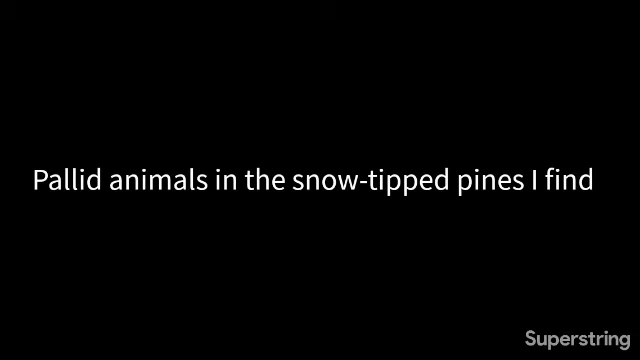 Pallid animals in the snow-tipped pines I find
Superstring